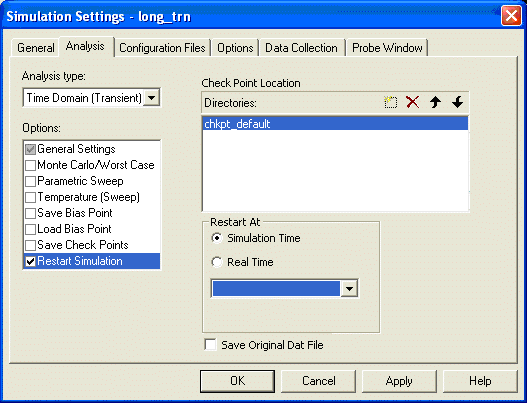 Simulation Settings - long_trn
General
Analysis
Configuration Files
Options
Data Collection
Probe Window
Analysis type:
Time Domain (Transient)
Options:
General Settings
Monte Carlo/Worst Case
Parametric Sweep
Temperature (Sweep)
Save Bias Point
Load Bias Point
Save Check Points
Restart Simulation
Check Point Location
Directories:
chkpt_default
Restart At
Simulation Time
Real Time
Save Original Dat File
OK
Cancel
Apply
Help